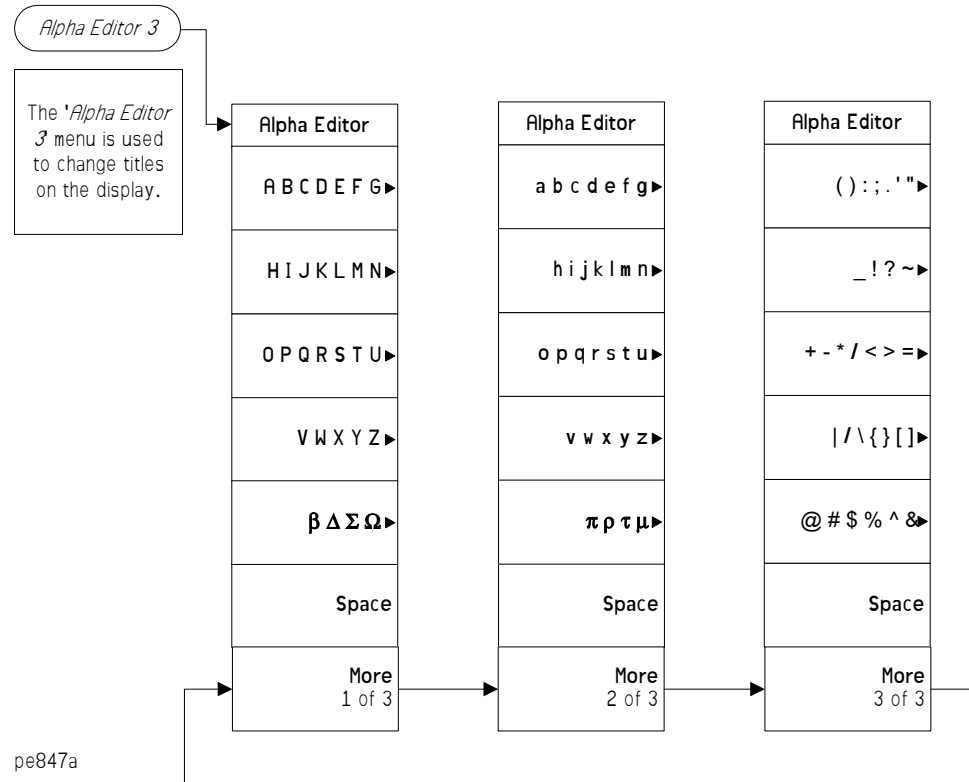 Alpha Editor 3
The 'Alpha Editor
3 menu is used
to change titles
on the display.
Alpha Editor
A B C D E F G
H I J K L M N
O P Q R S T U
V W X Y Z
β Δ Σ Ω
Space
More
1 of 3
Alpha Editor
a b c d e f g
h i j k l m n
o p q r s t u
v w x y z
π ρ τ μ
Space
More
2 of 3
Alpha Editor
( ) : ; . ' "
_ ! ? ~
+ - * / < > =
| / \ { } [ ]
@ # $ % ^ &
Space
More
3 of 3
pe847a